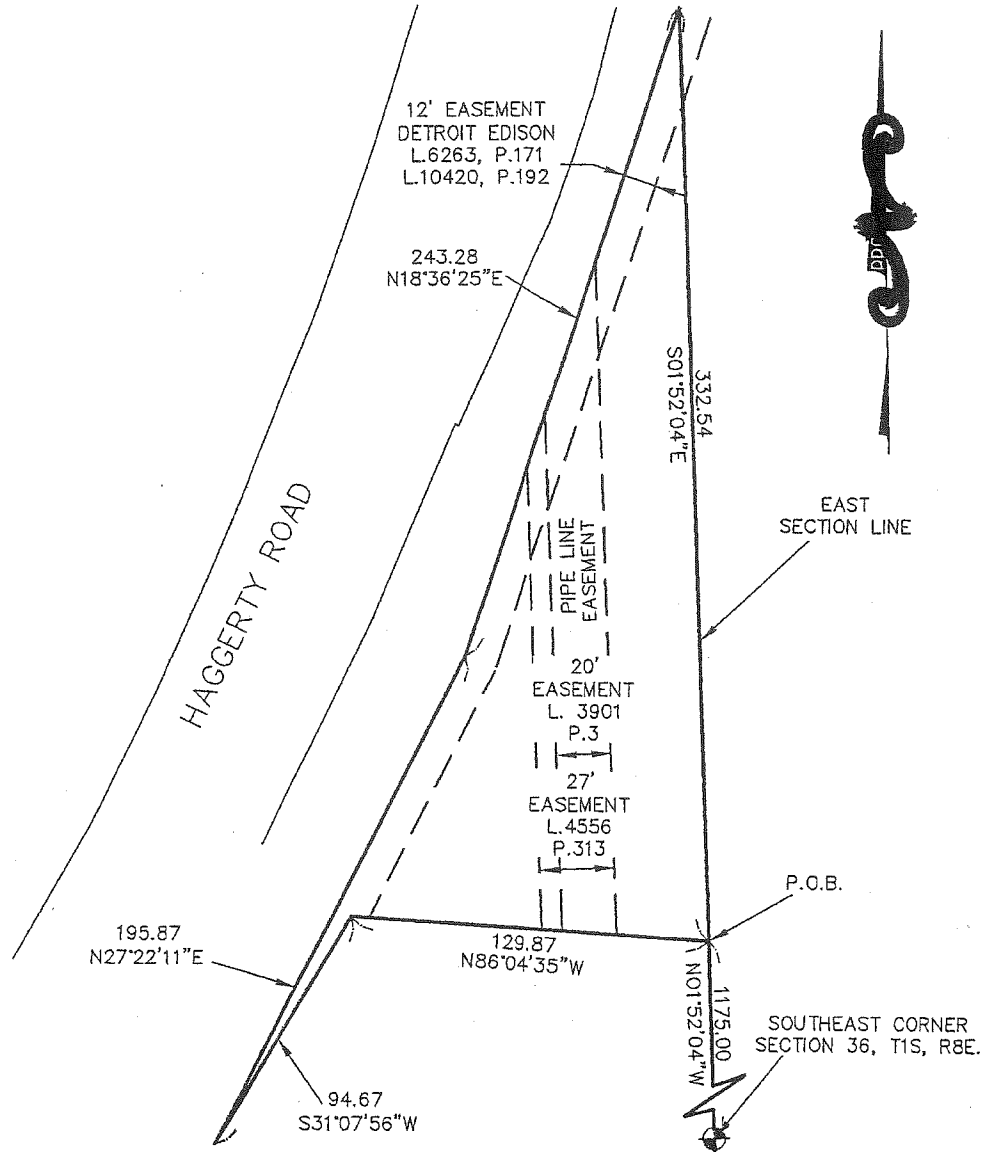 12' EASEMENT
DETROIT EDISON
L.6263, P.171
L.10420, P.192
243.28
N18°36'25"E
332.54
S01°52'04"E
EAST
SECTION LINE
HAGGERTY ROAD
PIPE LINE
EASEMENT
20'
EASEMENT
L. 3901
P.3
27'
EASEMENT
L.4556
P.313
P.O.B.
195.87
N27°22'11"E
129.87
N86°04'35"W
1175.00
N01°52'04"W
SOUTHEAST CORNER
SECTION 36, T1S, R8E.
94.67
S31°07'56"W